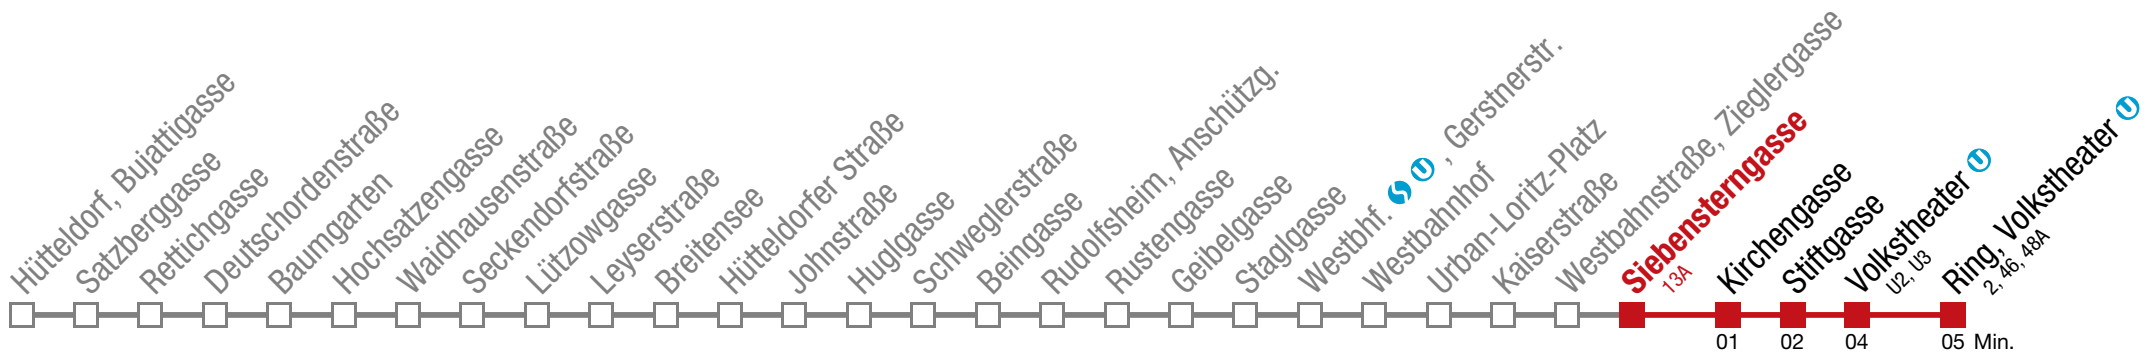 Hütteldorf, Bujattigasse
Satzberggasse
Rettichgasse
Deutschordenstraße
Baumgarten
Hochsatzengasse
Waidhausenstraße
Seckendorfstraße
Lützowgasse
Leyserstraße
Breitensee
Hütteldorfer Straße
Johnstraße
Huglgasse
Schweglerstraße
Beingasse
Rudolfsheim, Anschützg.
Rustengasse
Geibelgasse
Staglgasse
Westbhf. S U , Gerstnerstr.
Westbahnhof
Urban-Loritz-Platz
Kaiserstraße
Westbahnstraße, Zieglergasse
Siebensterngasse
13A
Kirchengasse
Stiftgasse
Volkstheater U
U2, U3
Ring, Volkstheater U
2, 46, 48A
01 02 04 05 Min.